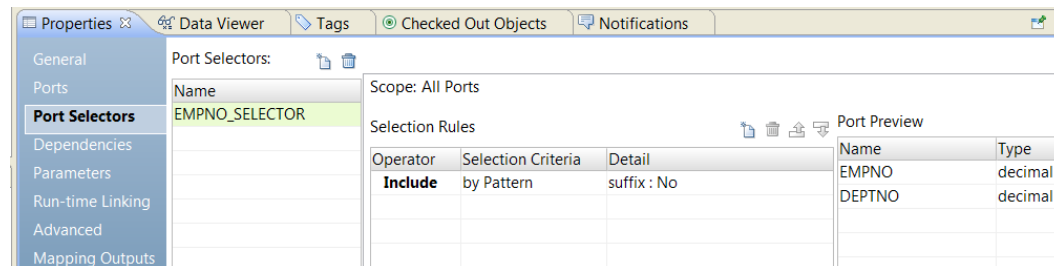 Properties Data Viewer Tags Checked Out Objects Notifications
General
Ports
Port Selectors
Dependencies
Parameters
Run-time Linking
Advanced
Mapping Outputs
Port Selectors:
Name
EMPNO_SELECTOR
Scope: All Ports
Selection Rules
Operator Selection Criteria Detail
Include by Pattern suffix : No
Port Preview
Name Type
EMPNO decimal
DEPTNO decimal